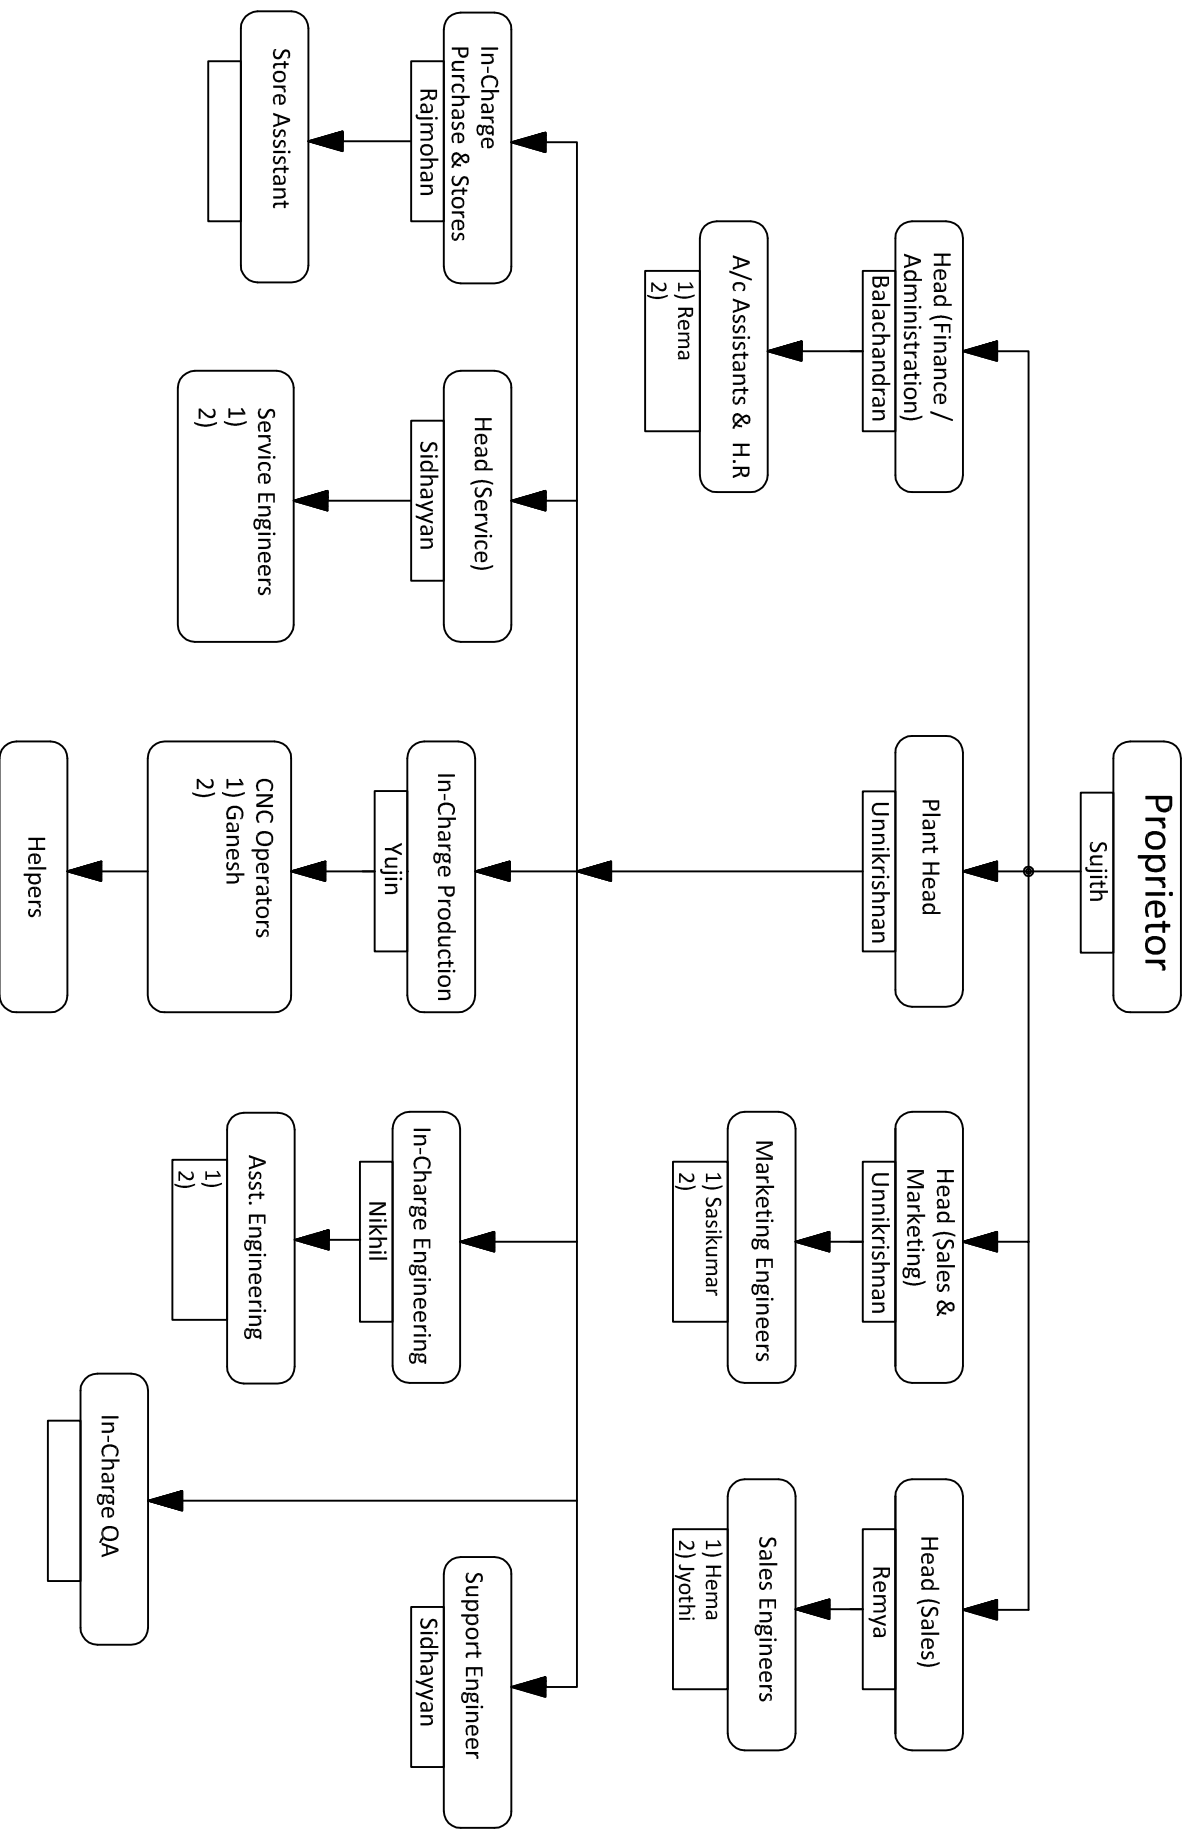 Proprietor
Sujith
Head (Finance /
Administration)
Balachandran
Plant Head
Unnikrishnan
Head (Sales &
Marketing)
Unnikrishnan
Head (Sales)
Remya
A/c Assistants & H.R
1) Rema
2)
Marketing Engineers
1) Sasikumar
2)
Sales Engineers
1) Hema
2) Jyothi
In-Charge
Purchase & Stores
Rajmohan
Head (Service)
Sidhayyan
In-Charge Production
Yujin
In-Charge Engineering
Nikhil
Support Engineer
Sidhayyan
Store Assistant
Service Engineers
1)
2)
CNC Operators
1) Ganesh
2)
Asst. Engineering
1)
2)
In-Charge QA
Helpers